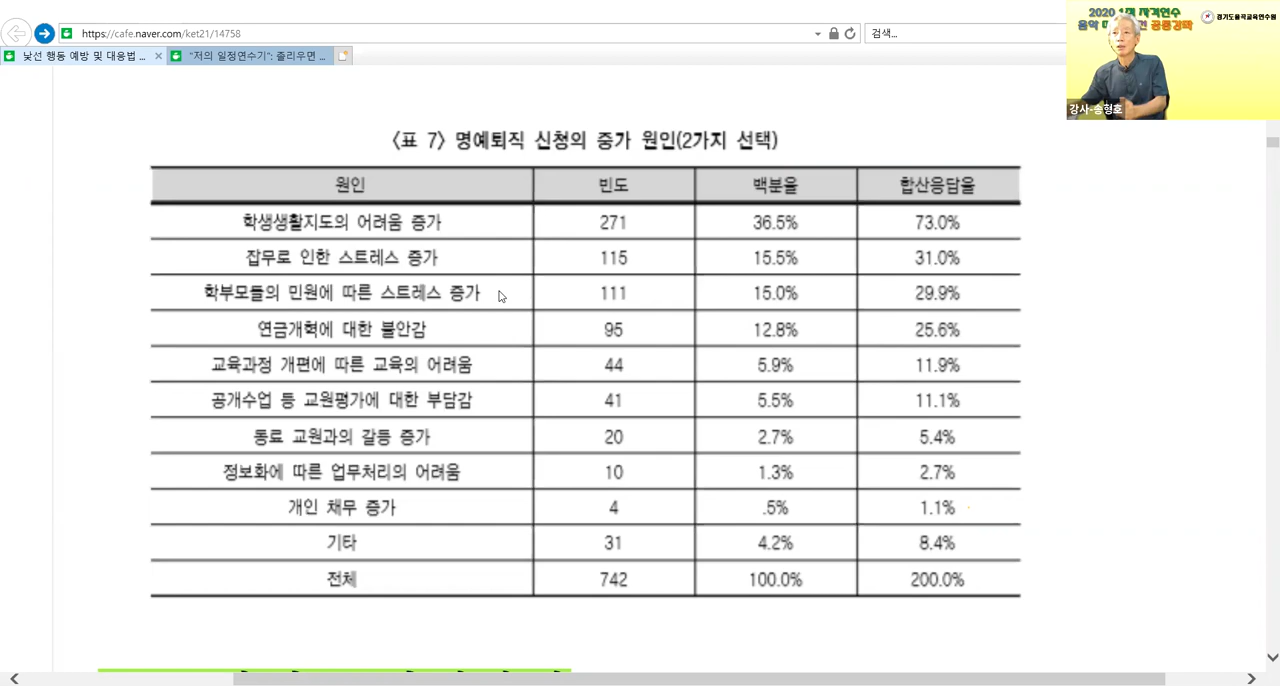 https://cafe.naver.com/ket21/14758
검색...
낯선 행동 예방 및 대응법 ...
"저의 일정연수기": 졸리우면 ...
2020 1정 자격연수
경기도율곡교육연수원
강사-송형호
<표 7> 명예퇴직 신청의 증가 원인(2가지 선택)
원인 빈도 백분율 합산응답율
학생생활지도의 어려움 증가 271 36.5% 73.0%
잡무로 인한 스트레스 증가 115 15.5% 31.0%
학부모들의 민원에 따른 스트레스 증가 111 15.0% 29.9%
연금개혁에 대한 불안감 95 12.8% 25.6%
교육과정 개편에 따른 교육의 어려움 44 5.9% 11.9%
공개수업 등 교원평가에 대한 부담감 41 5.5% 11.1%
동료 교원과의 갈등 증가 20 2.7% 5.4%
정보화에 따른 업무처리의 어려움 10 1.3% 2.7%
개인 채무 증가 4 .5% 1.1%
기타 31 4.2% 8.4%
전체 742 100.0% 200.0%